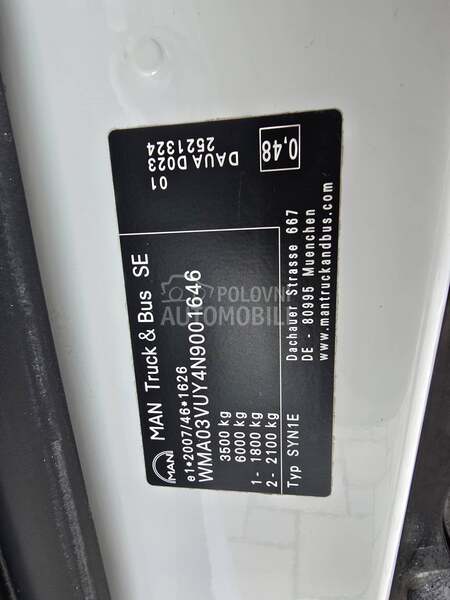 MAN
MAN Truck & Bus SE
e1*2007/46*1626
WMA03VUY4N9001646
3500 kg
6000 kg
1 - 1800 kg
2 - 2100 kg
Typ SYN1E
01
DAUA D023
2521324
0,48
Dachauer Strasse 667
DE - 80995 Muenchen
www.mantruckandbus.com
POLOVNI
AUTOMOBILI